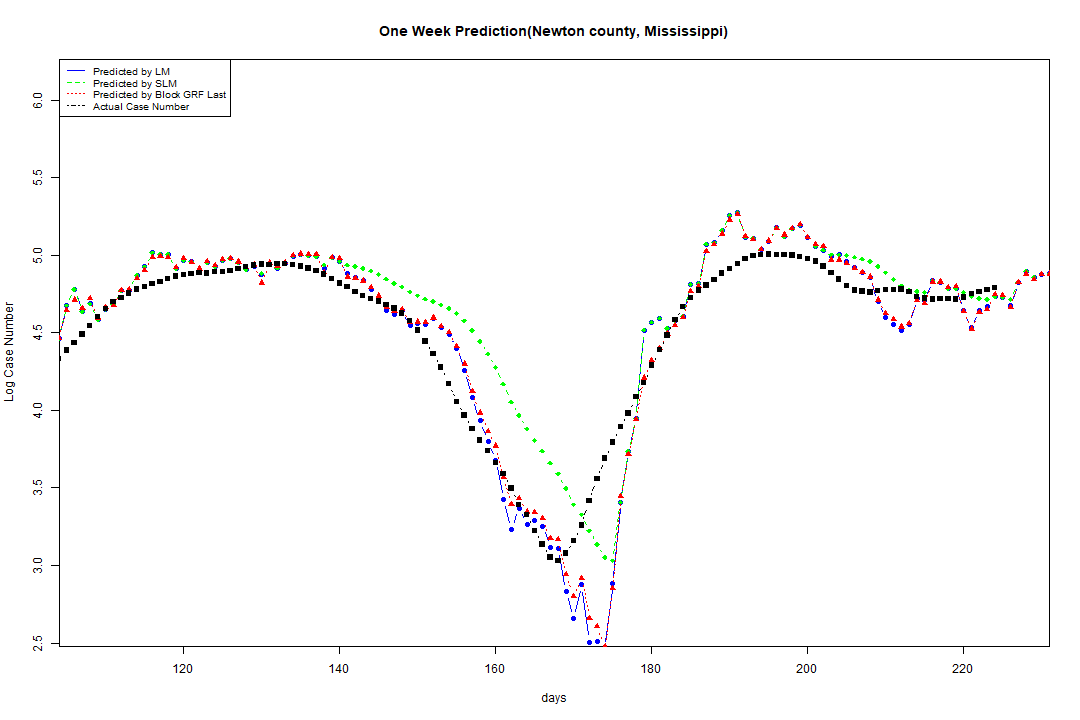 One Week Prediction(Newton county, Mississippi)
Predicted by LM
Predicted by SLM
Predicted by Block GRF Last
Actual Case Number
Log Case Number
6.0
5.5
5.0
4.5
4.0
3.5
3.0
2.5
120 140 160 180 200 220
days